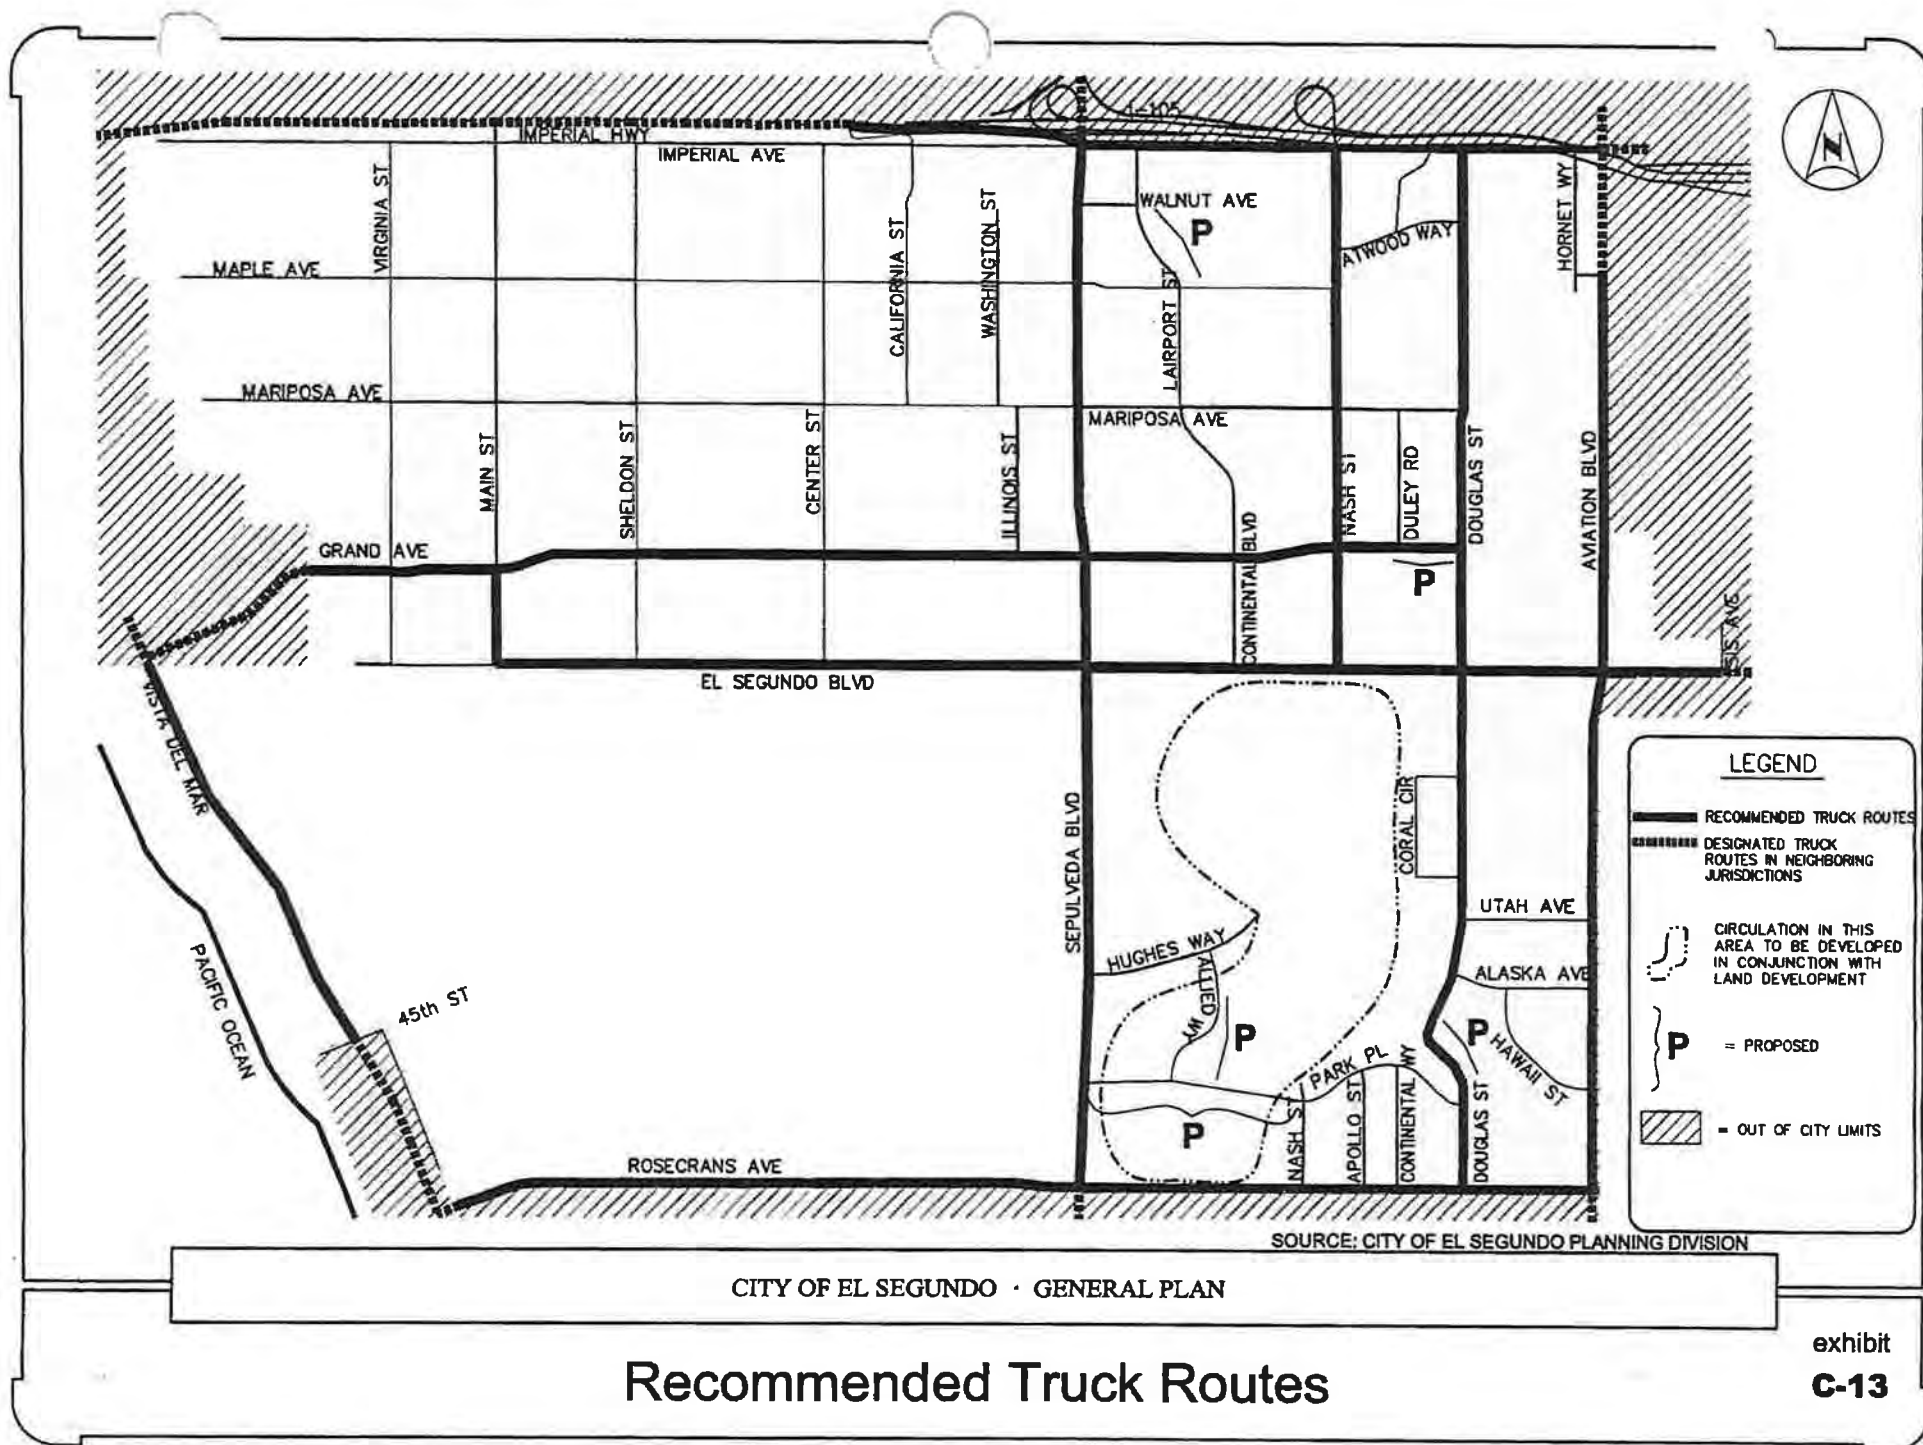 I-105
IMPERIAL HWY
IMPERIAL AVE
N
VIRGINIA ST
CALIFORNIA ST
WASHINGTON ST
WALNUT AVE
P
ATWOOD WAY
HORNET WY
MAPLE AVE
LAIRPORT ST
MARIPOSA AVE
MARIPOSA AVE
MAIN ST
SHELDON ST
CENTER ST
ILLINOIS ST
NASH ST
DULEY RD
DOUGLAS ST
AVIATION BLVD
GRAND AVE
CONTINENTAL BLVD
P
ISIS AVE
EL SEGUNDO BLVD
VISTA DEL MAR
SEPULVEDA BLVD
CORAL CIR
UTAH AVE
HUGHES WAY
ALLIED WY
ALASKA AVE
PACIFIC OCEAN
45th ST
P
P
HAWAII ST
PARK PL
P
NASH ST
APOLLO ST
CONTINENTAL WY
DOUGLAS ST
ROSECRANS AVE
LEGEND
RECOMMENDED TRUCK ROUTES
DESIGNATED TRUCK
ROUTES IN NEIGHBORING
JURISDICTIONS
CIRCULATION IN THIS
AREA TO BE DEVELOPED
IN CONJUNCTION WITH
LAND DEVELOPMENT
P = PROPOSED
= OUT OF CITY LIMITS
SOURCE: CITY OF EL SEGUNDO PLANNING DIVISION
CITY OF EL SEGUNDO · GENERAL PLAN
Recommended Truck Routes
exhibit
C-13